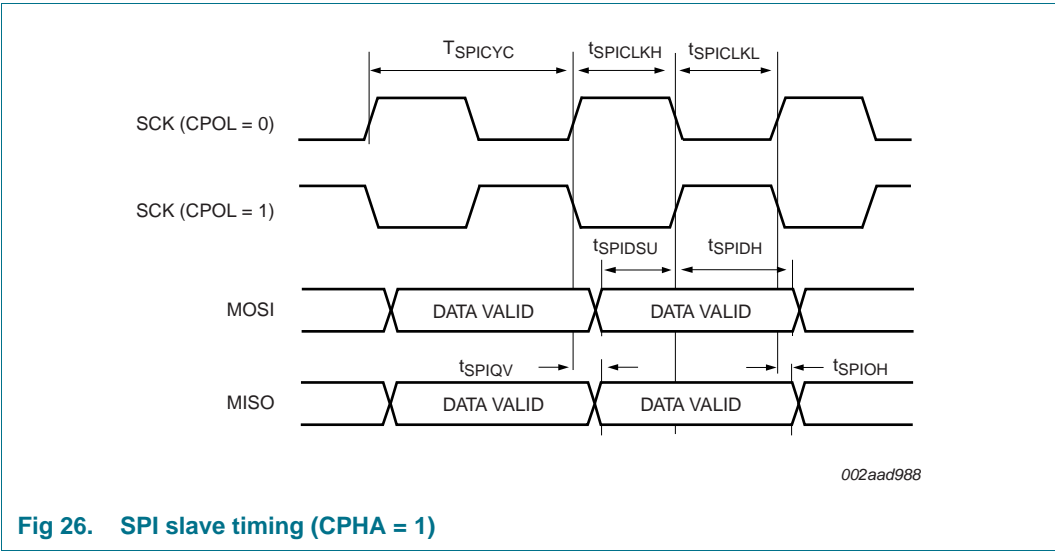 TSPICYC tSPICLKH tSPICLKL
SCK (CPOL = 0)
SCK (CPOL = 1)
tSPIDSU tSPIDH
MOSI DATA VALID DATA VALID
tSPIQV tSPIOH
MISO DATA VALID DATA VALID
002aad988
Fig 26. SPI slave timing (CPHA = 1)